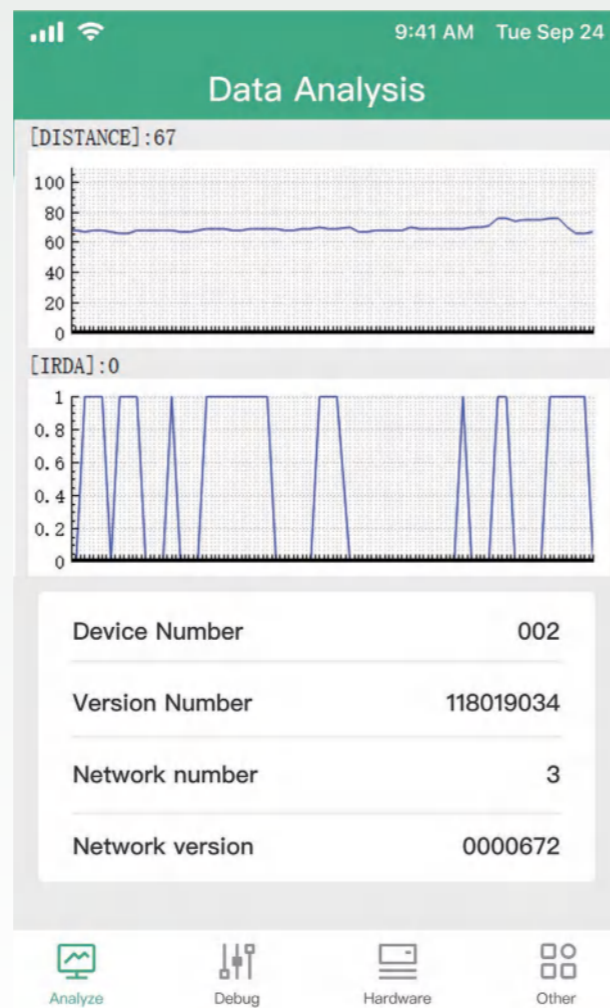 9:41 AM Tue Sep 24
Data Analysis
[DISTANCE]:67
100
80
60
40
20
0
[IRDA]:0
1
0.8
0.6
0.4
0.2
0
Device Number 002
Version Number 118019034
Network number 3
Network version 0000672
Analyze Debug Hardware Other